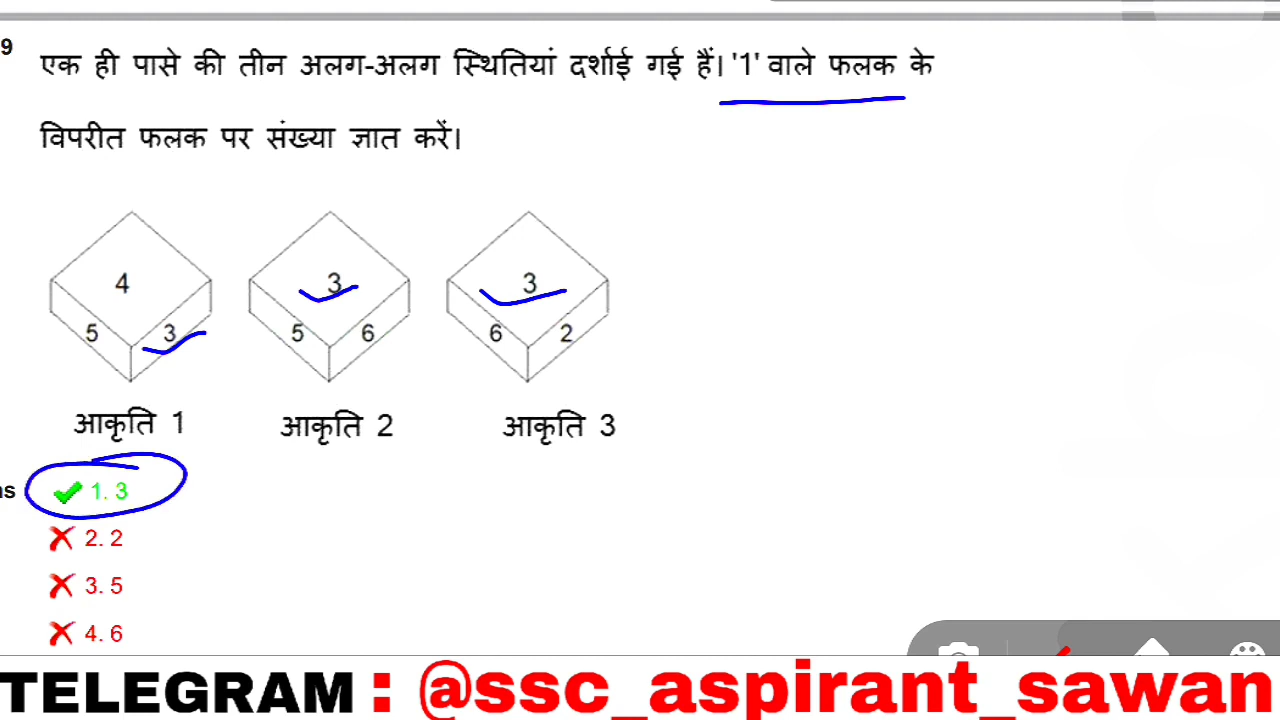 9
एक ही पासे की तीन अलग-अलग स्थितियां दर्शाई गई हैं। '1' वाले फलक के
विपरीत फलक पर संख्या ज्ञात करें।
4 3 3
5 3 5 6 6 2
आकृति 1 आकृति 2 आकृति 3
ns 1. 3
2. 2
3. 5
4. 6
TELEGRAM : @ssc_aspirant_sawan